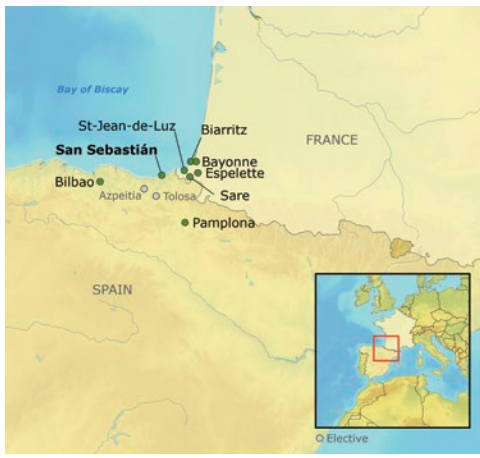 Bay of Biscay
St-Jean-de-Luz
Biarritz
FRANCE
San Sebastián
Bayonne
Espelette
Bilbao
Azpeitia
Tolosa
Sare
Pamplona
SPAIN
Elective